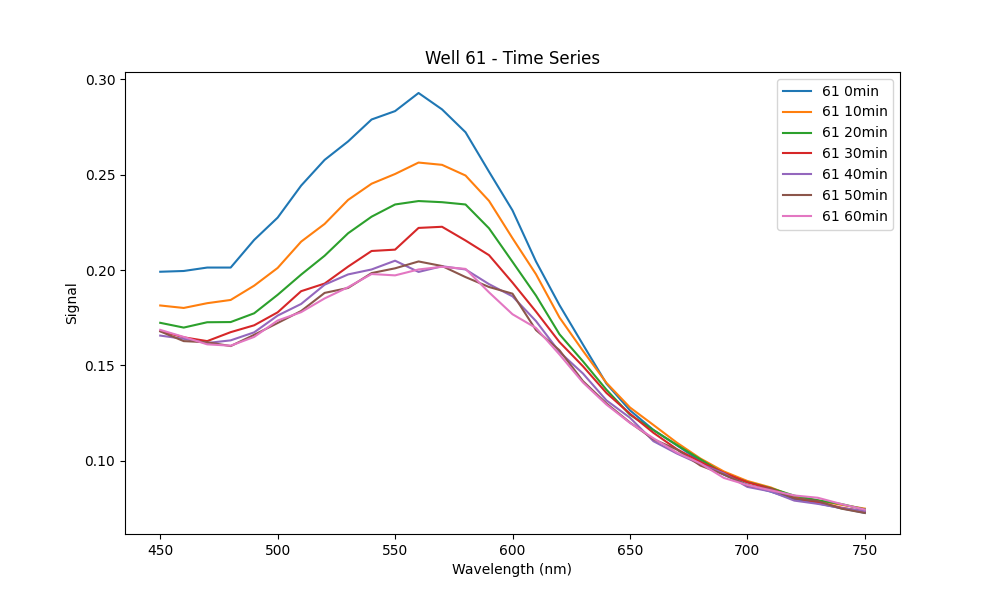 Well 61 - Time Series
Signal
0.30
0.25
0.20
0.15
0.10
61 0min
61 10min
61 20min
61 30min
61 40min
61 50min
61 60min
450 500 550 600 650 700 750
Wavelength (nm)